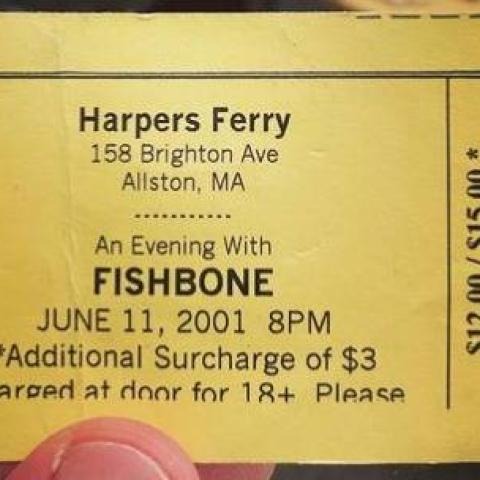 Harpers Ferry
158 Brighton Ave
Allston, MA
-----------
An Evening With
FISHBONE
JUNE 11, 2001 8PM
*Additional Surcharge of $3
arged at door for 18+ Please
$12.00 / $15.00 *